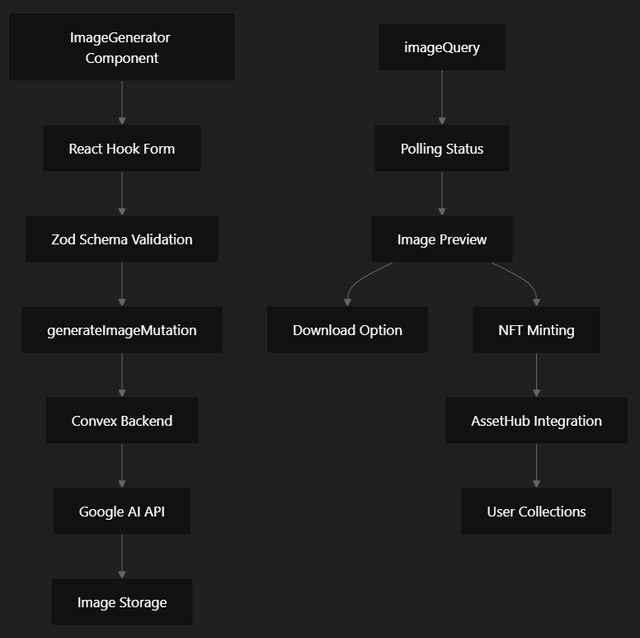 ImageGenerator
Component
React Hook Form
Zod Schema Validation
generateImageMutation
Convex Backend
Google AI API
Image Storage
imageQuery
Polling Status
Image Preview
Download Option
NFT Minting
AssetHub Integration
User Collections